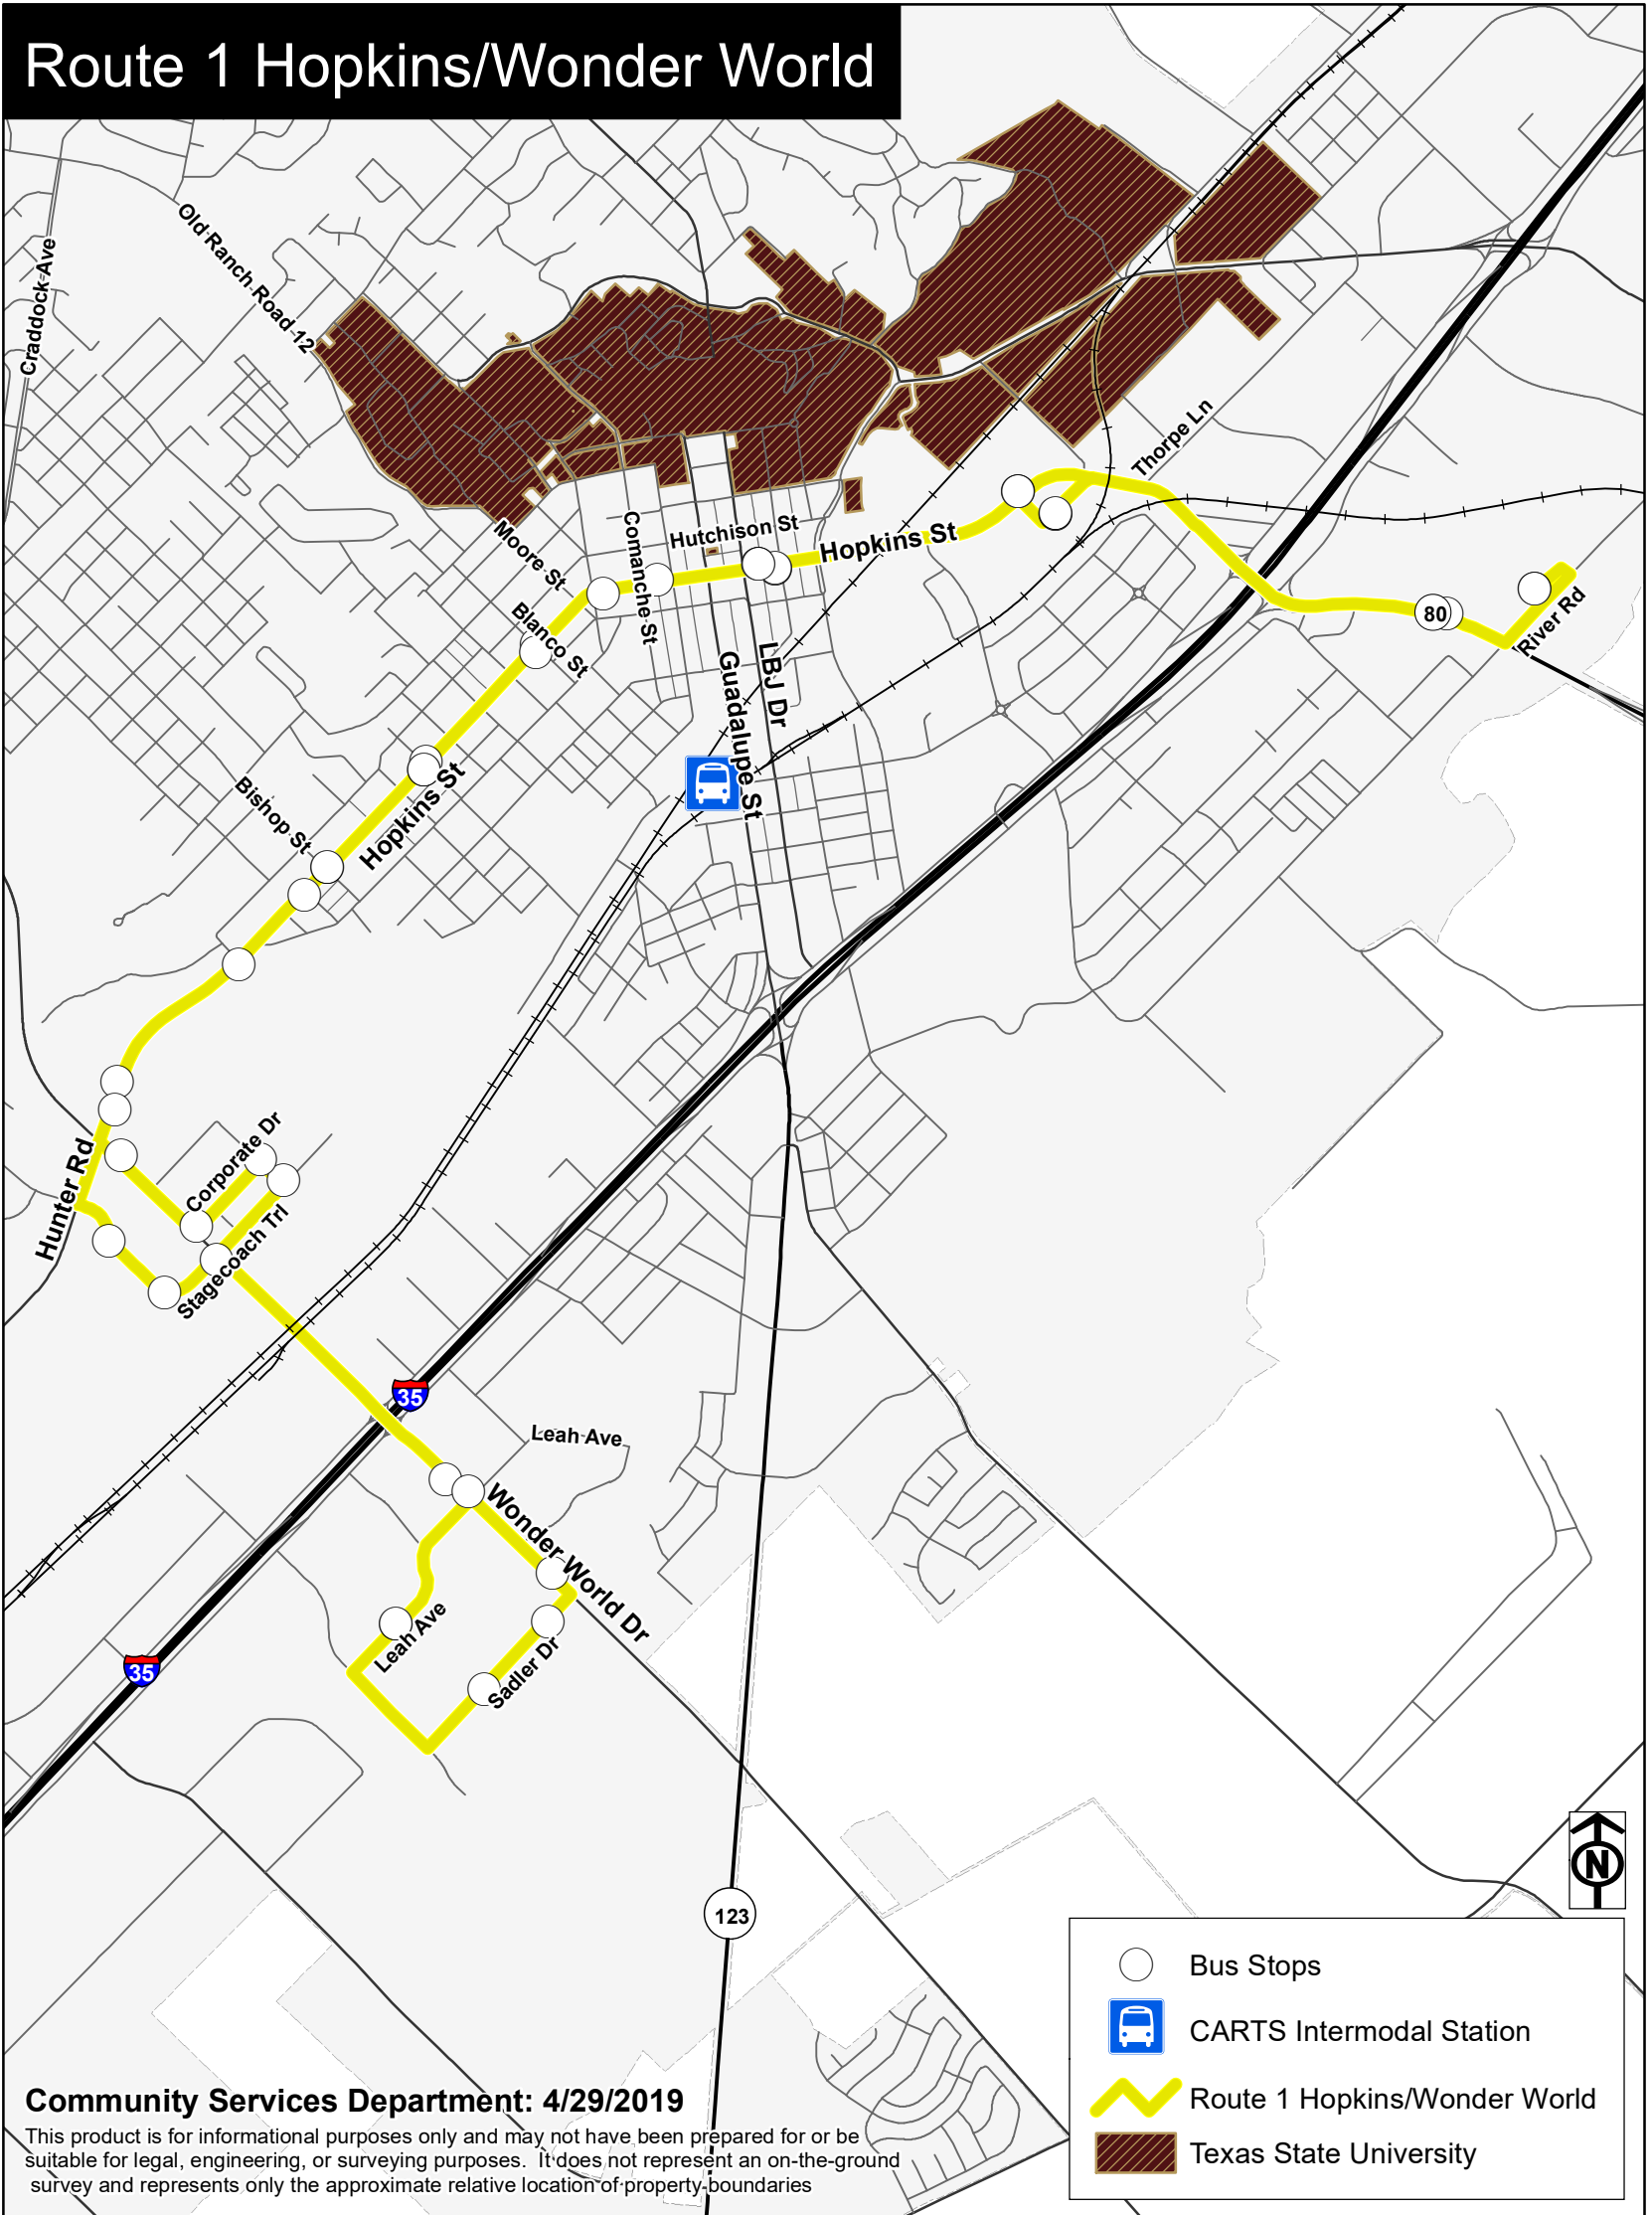 Route 1 Hopkins/Wonder World
Craddock Ave
Old Ranch Road 12
Thorpe Ln
Moore St
Comanche St
Hutchison St
Hopkins St
Blanco St
80
River Rd
LBJ Dr
Guadalupe St
Bishop St
Hopkins St
Corporate Dr
Hunter Rd
Stagecoach Trl
35
Leah Ave
Wonder World Dr
Leah Ave
Sadler Dr
35
N
123
Bus Stops
CARTS Intermodal Station
Route 1 Hopkins/Wonder World
Texas State University
Community Services Department: 4/29/2019
This product is for informational purposes only and may not have been prepared for or be
suitable for legal, engineering, or surveying purposes. It does not represent an on-the-ground
survey and represents only the approximate relative location of property boundaries